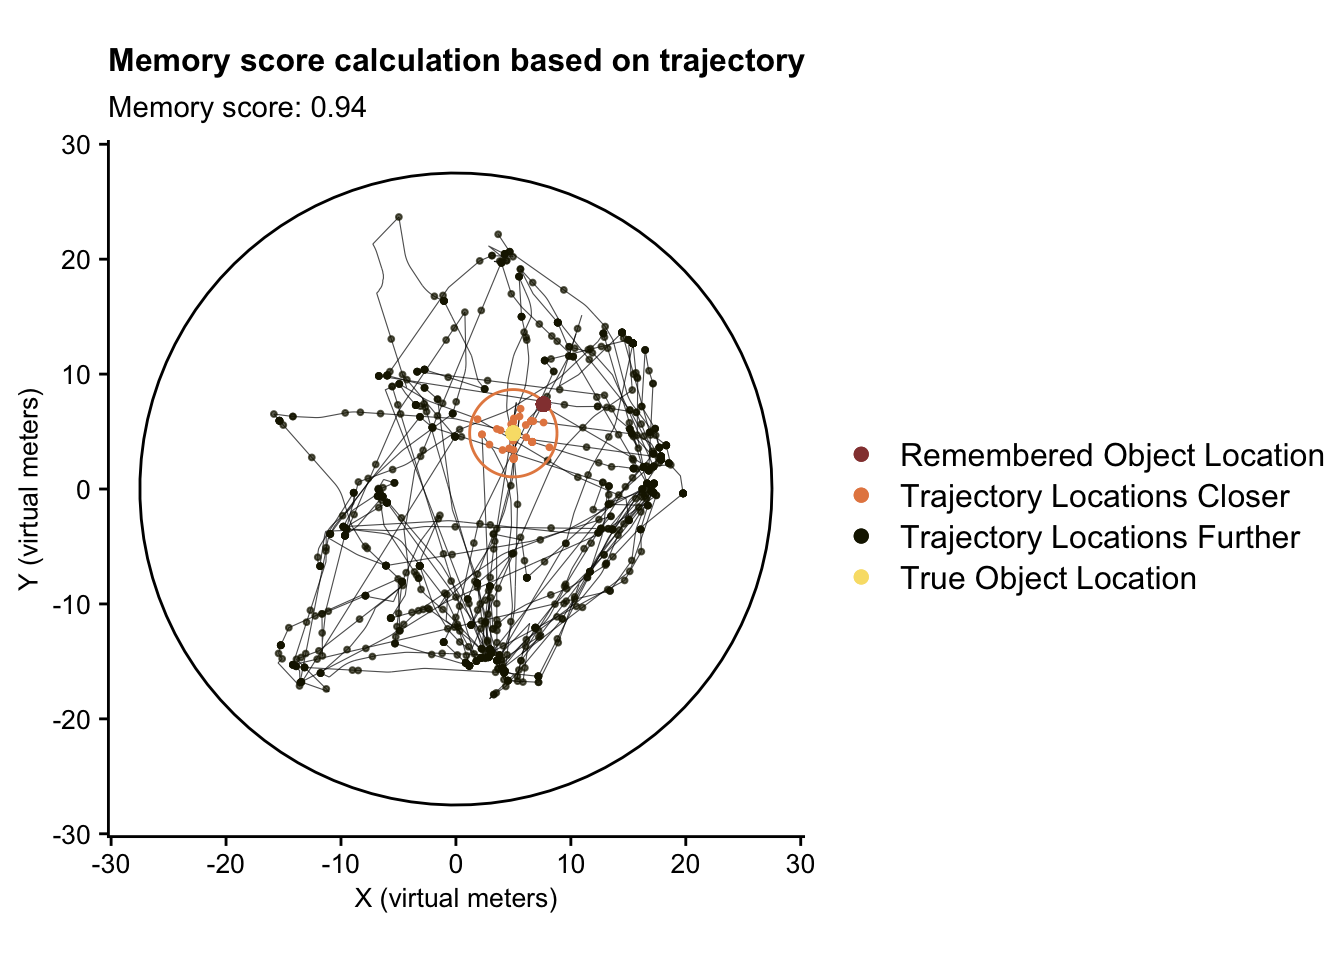 Memory score calculation based on trajectory
Memory score: 0.94
30
20
10
0
-10
-20
-30
Y (virtual meters)
-30 -20 -10 0 10 20 30
X (virtual meters)
Remembered Object Location
Trajectory Locations Closer
Trajectory Locations Further
True Object Location